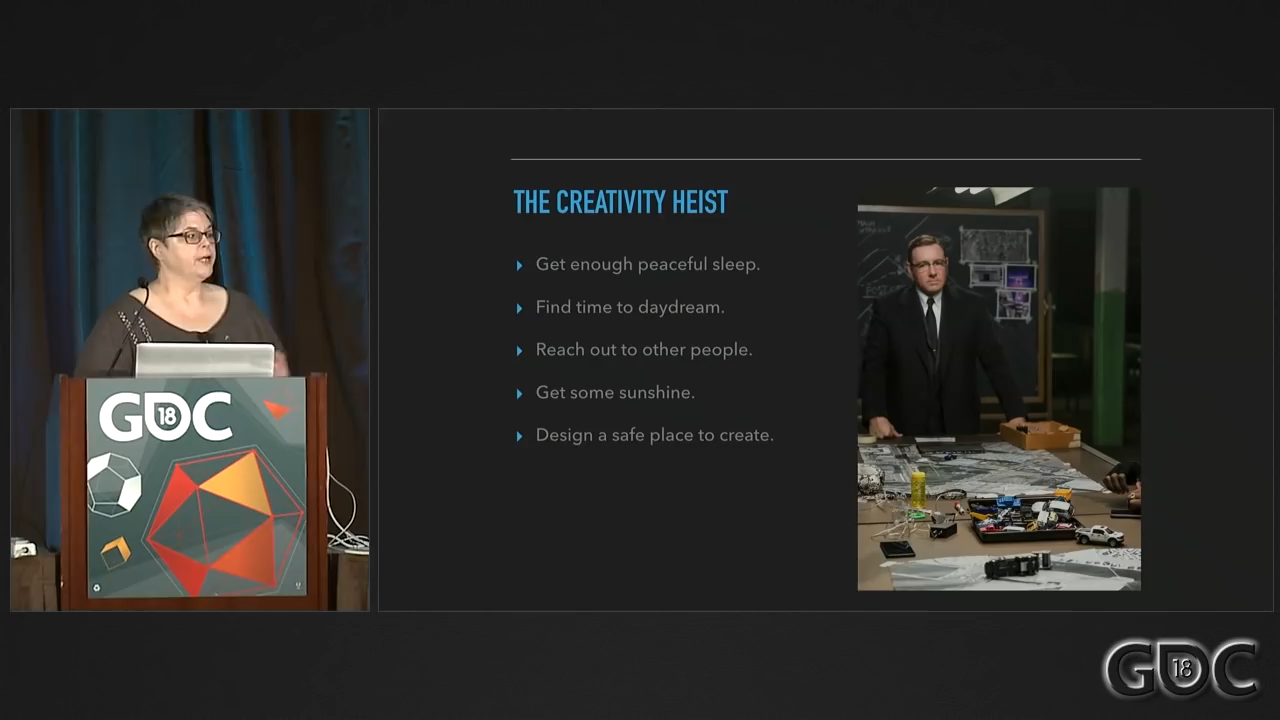 THE CREATIVITY HEIST
Get enough peaceful sleep.
Find time to daydream.
Reach out to other people.
Get some sunshine.
Design a safe place to create.
GDC
18
GDC
18